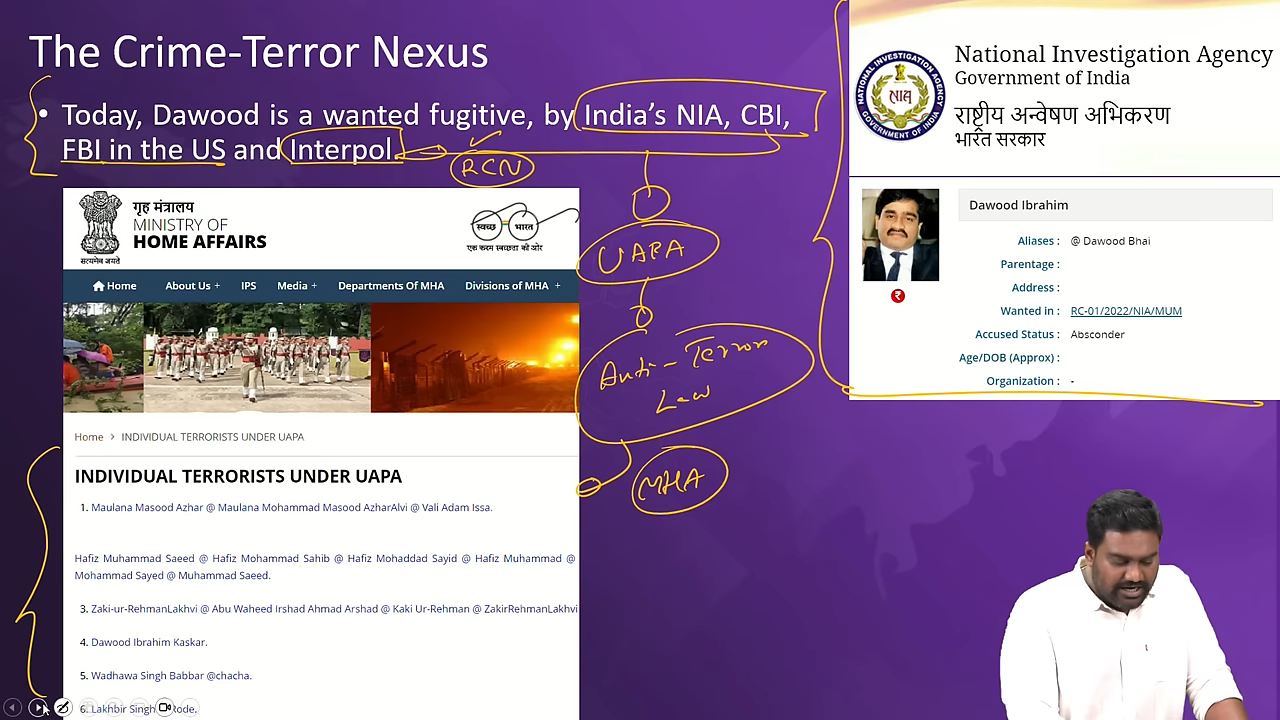 The Crime-Terror Nexus
• Today, Dawood is a wanted fugitive, by India's NIA, CBI,
FBI in the US and Interpol.
RCN
UAPA
Anti-Terror
Law
MHA
गृह मंत्रालय
MINISTRY OF
HOME AFFAIRS
सत्यमेव जयते
स्वच्छ भारत
एक कदम स्वच्छता की ओर
Home About Us + IPS Media + Departments Of MHA Divisions of MHA +
Home > INDIVIDUAL TERRORISTS UNDER UAPA
INDIVIDUAL TERRORISTS UNDER UAPA
1. Maulana Masood Azhar @ Maulana Mohammad Masood AzharAlvi @ Vali Adam Issa.
Hafiz Muhammad Saeed @ Hafiz Mohammad Sahib @ Hafiz Mohaddad Sayid @ Hafiz Muhammad @
Mohammad Sayed @ Muhammad Saeed.
3. Zaki-ur-RehmanLakhvi @ Abu Waheed Irshad Ahmad Arshad @ Kaki Ur-Rehman @ ZakirRehmanLakhvi
4. Dawood Ibrahim Kaskar.
5. Wadhawa Singh Babbar @chacha.
6. Lakhbir Singh Rode.
NATIONAL INVESTIGATION AGENCY
NIA
GOVERNMENT OF INDIA
National Investigation Agency
Government of India
राष्ट्रीय अन्वेषण अभिकरण
भारत सरकार
Dawood Ibrahim
Aliases : @ Dawood Bhai
Parentage :
Address :
₹
Wanted in : RC-01/2022/NIA/MUM
Accused Status : Absconder
Age/DOB (Approx) :
Organization : -